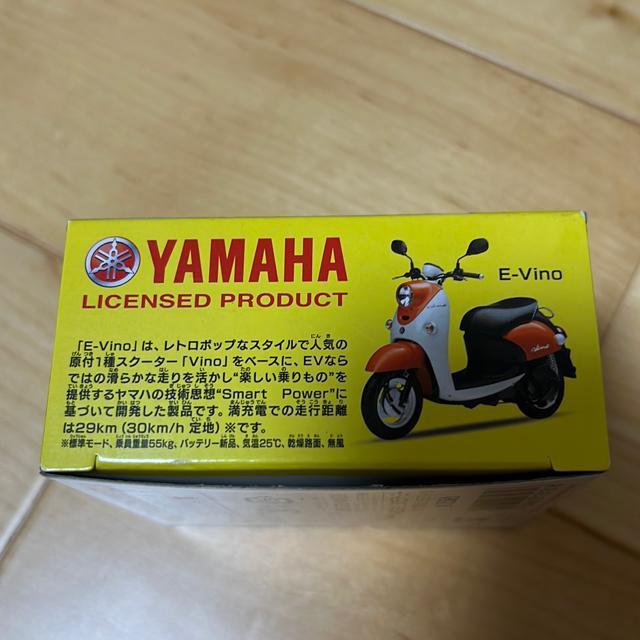 YAMAHA
LICENSED PRODUCT
E-Vino
「E-Vino」は、レトロポップなスタイルで人気の
原付1種スクーター「Vino」をベースに、EVなら
ではの滑らかな走りを活かし"楽しい乗りもの"を
提供するヤマハの技術思想"Smart Power"に
基づいて開発した製品です。満充電での走行距離
は29km（30km/h 定地）※です。
※標準モード、乗員重量55kg、バッテリー新品、気温25℃、乾燥路面、無風